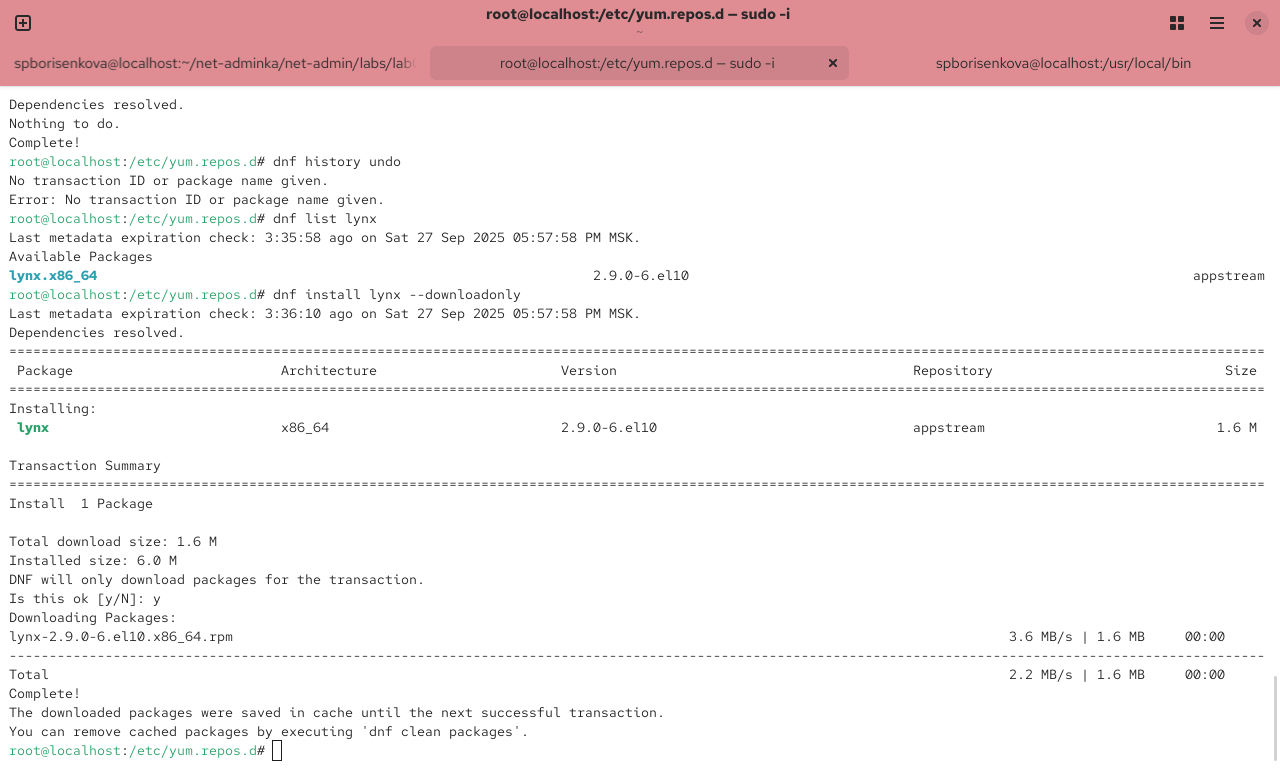 root@localhost:/etc/yum.repos.d — sudo -i
~
spborisenkova@localhost:~/net-adminka/net-admin/labs/lab
root@localhost:/etc/yum.repos.d — sudo -i
spborisenkova@localhost:/usr/local/bin
Dependencies resolved.
Nothing to do.
Complete!
root@localhost:/etc/yum.repos.d# dnf history undo
No transaction ID or package name given.
Error: No transaction ID or package name given.
root@localhost:/etc/yum.repos.d# dnf list lynx
Last metadata expiration check: 3:35:58 ago on Sat 27 Sep 2025 05:57:58 PM MSK.
Available Packages
lynx.x86_64 2.9.0-6.el10 appstream
root@localhost:/etc/yum.repos.d# dnf install lynx --downloadonly
Last metadata expiration check: 3:36:10 ago on Sat 27 Sep 2025 05:57:58 PM MSK.
Dependencies resolved.
================================================================================
Package Architecture Version Repository Size
================================================================================
Installing:
lynx x86_64 2.9.0-6.el10 appstream 1.6 M
Transaction Summary
================================================================================
Install  1 Package
Total download size: 1.6 M
Installed size: 6.0 M
DNF will only download packages for the transaction.
Is this ok [y/N]: y
Downloading Packages:
lynx-2.9.0-6.el10.x86_64.rpm 3.6 MB/s | 1.6 MB 00:00
--------------------------------------------------------------------------------
Total 2.2 MB/s | 1.6 MB 00:00
Complete!
The downloaded packages were saved in cache until the next successful transaction.
You can remove cached packages by executing 'dnf clean packages'.
root@localhost:/etc/yum.repos.d#